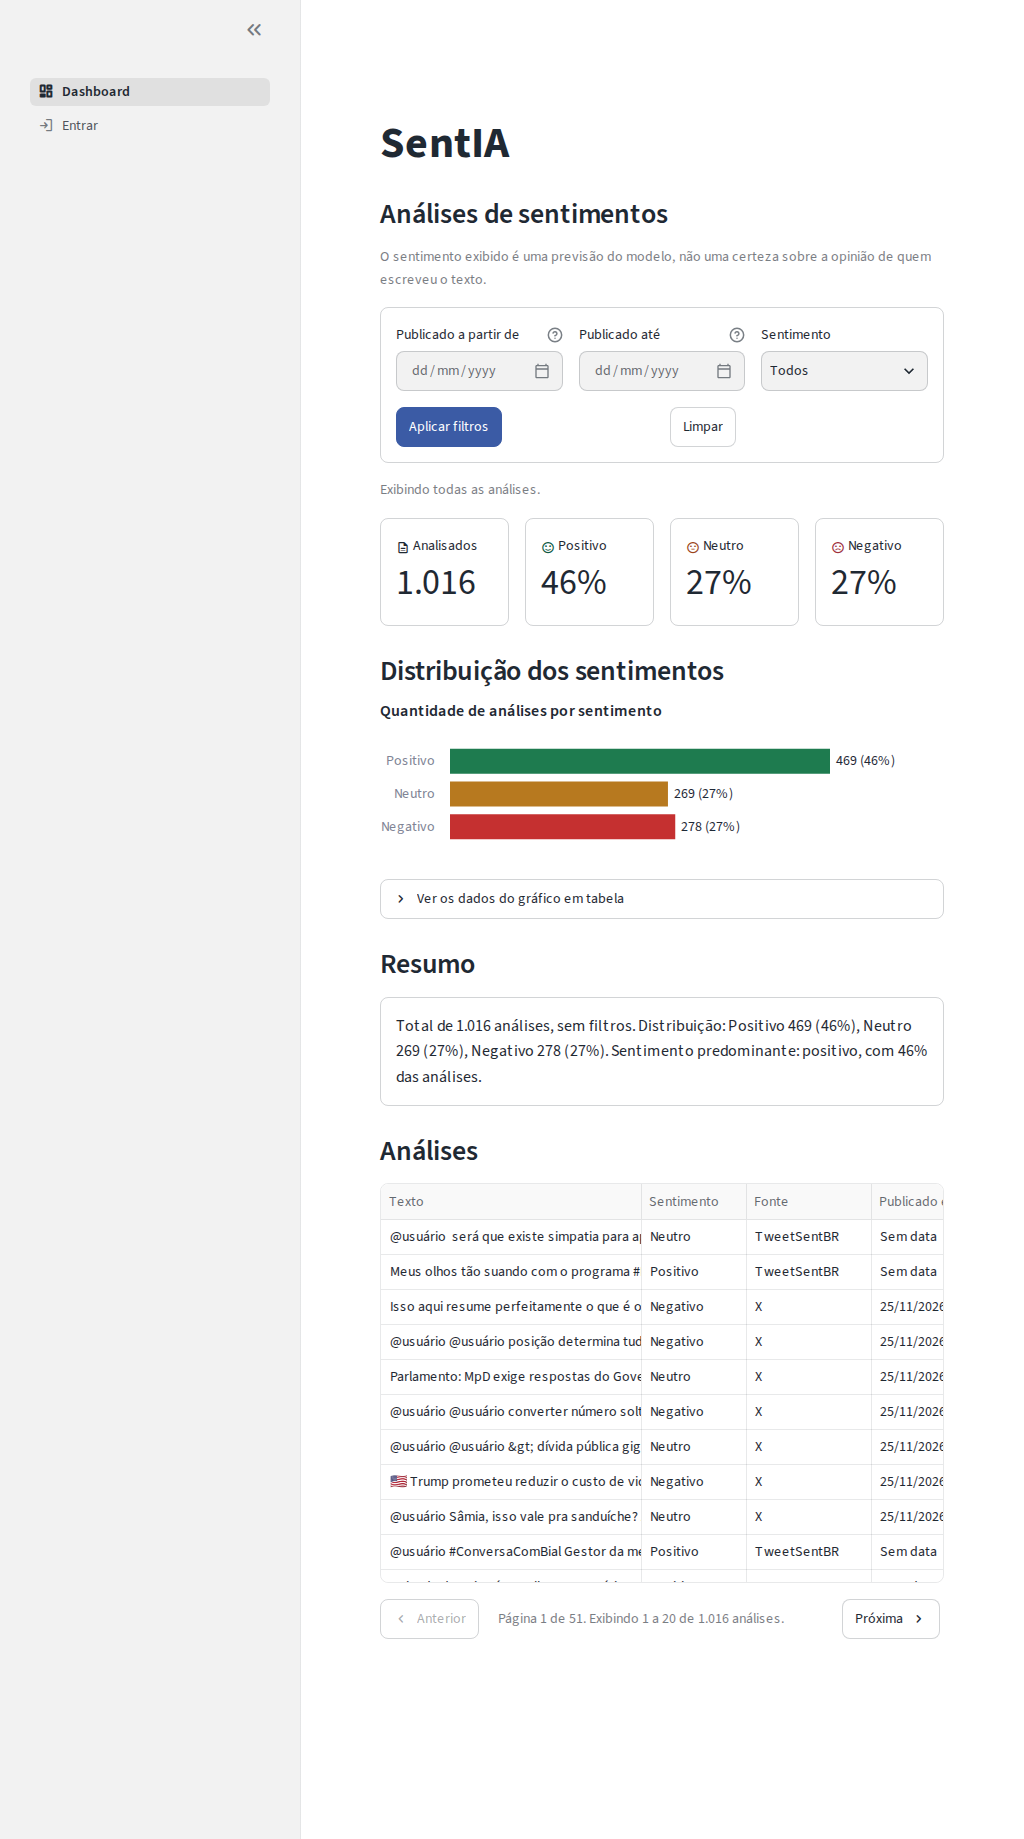 Dashboard
Entrar
SentIA
Análises de sentimentos
O sentimento exibido é uma previsão do modelo, não uma certeza sobre a opinião de quem
escreveu o texto.
Publicado a partir de
Publicado até
Sentimento
dd/mm/yyyy
dd/mm/yyyy
Todos
Aplicar filtros
Limpar
Exibindo todas as análises.
Analisados
1.016
Positivo
46%
Neutro
27%
Negativo
27%
Distribuição dos sentimentos
Quantidade de análises por sentimento
Positivo 469 (46%)
Neutro 269 (27%)
Negativo 278 (27%)
Ver os dados do gráfico em tabela
Resumo
Total de 1.016 análises, sem filtros. Distribuição: Positivo 469 (46%), Neutro
269 (27%), Negativo 278 (27%). Sentimento predominante: positivo, com 46%
das análises.
Análises
Texto Sentimento Fonte Publicado
@usuário será que existe simpatia para Neutro TweetSentBR Sem data
Meus olhos tão suando com o programa # Positivo TweetSentBR Sem data
Isso aqui resume perfeitamente o que é o Negativo X 25/11/2026
@usuário @usuário posição determina tud Negativo X 25/11/2026
Parlamento: MpD exige respostas do Gove Neutro X 25/11/2026
@usuário @usuário converter número solt Negativo X 25/11/2026
@usuário @usuário &gt; dívida pública gig Neutro X 25/11/2026
🇺🇸 Trump prometeu reduzir o custo de Negativo X 25/11/2026
@usuário Sâmia, isso vale pra sanduíche? Neutro X 25/11/2026
@usuário #ConversaComBial Gestor da Positivo TweetSentBR Sem data
Anterior
Página 1 de 51. Exibindo 1 a 20 de 1.016 análises.
Próxima